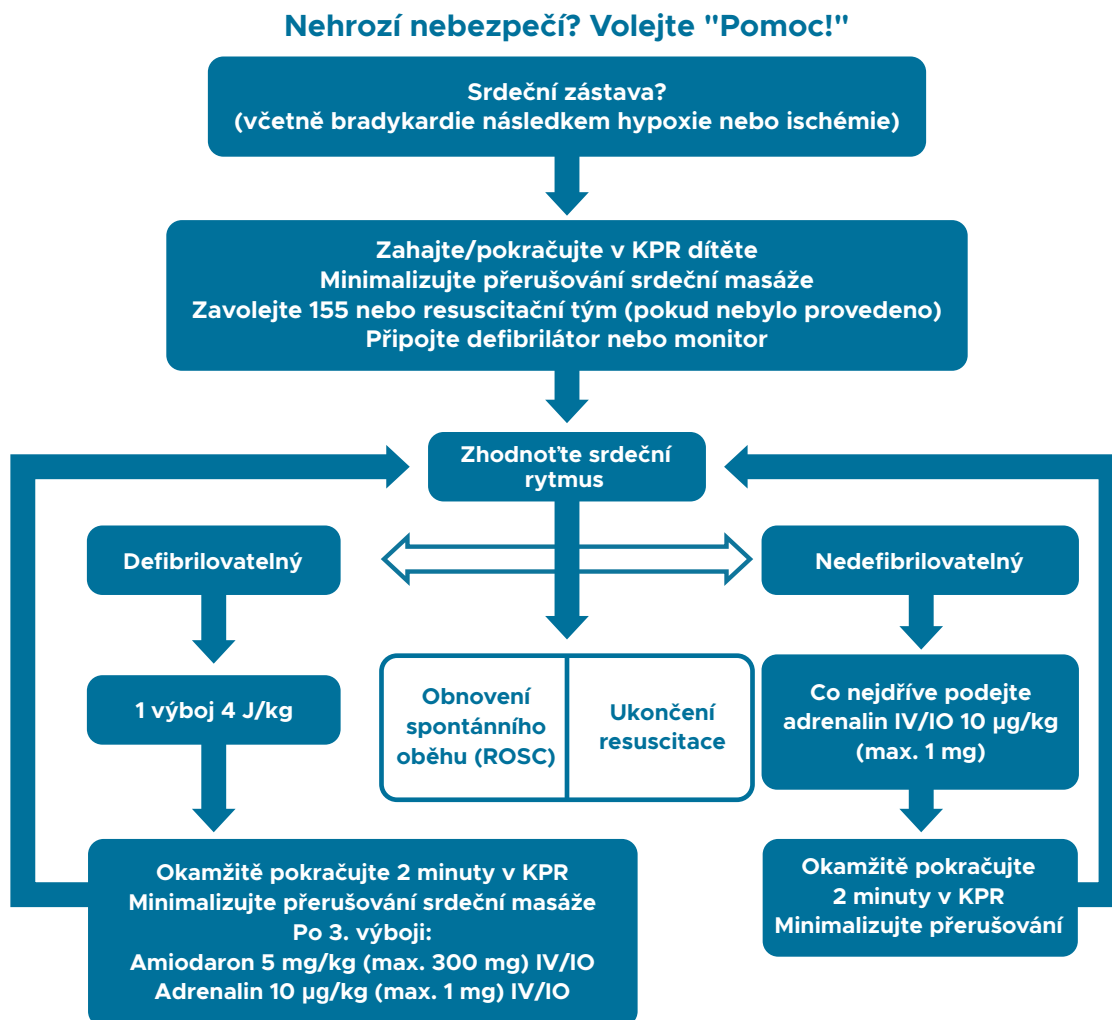 Nehrozí nebezpečí? Volejte "Pomoc!"
Srdeční zástava?
(včetně bradykardie následkem hypoxie nebo ischémie)
Zahajte/pokračujte v KPR dítěte
Minimalizujte přerušování srdeční masáže
Zavolejte 155 nebo resuscitační tým (pokud nebylo provedeno)
Připojte defibrilátor nebo monitor
Zhodnoťte srdeční
rytmus
Defibrilovatelný
Nedefibrilovatelný
1 výboj 4 J/kg
Obnovení
spontánního
oběhu (ROSC)
Ukončení
resuscitace
Co nejdříve podejte
adrenalin IV/IO 10 µg/kg
(max. 1 mg)
Okamžitě pokračujte 2 minuty v KPR
Minimalizujte přerušování srdeční masáže
Po 3. výboji:
Amiodaron 5 mg/kg (max. 300 mg) IV/IO
Adrenalin 10 µg/kg (max. 1 mg) IV/IO
Okamžitě pokračujte
2 minuty v KPR
Minimalizujte přerušování